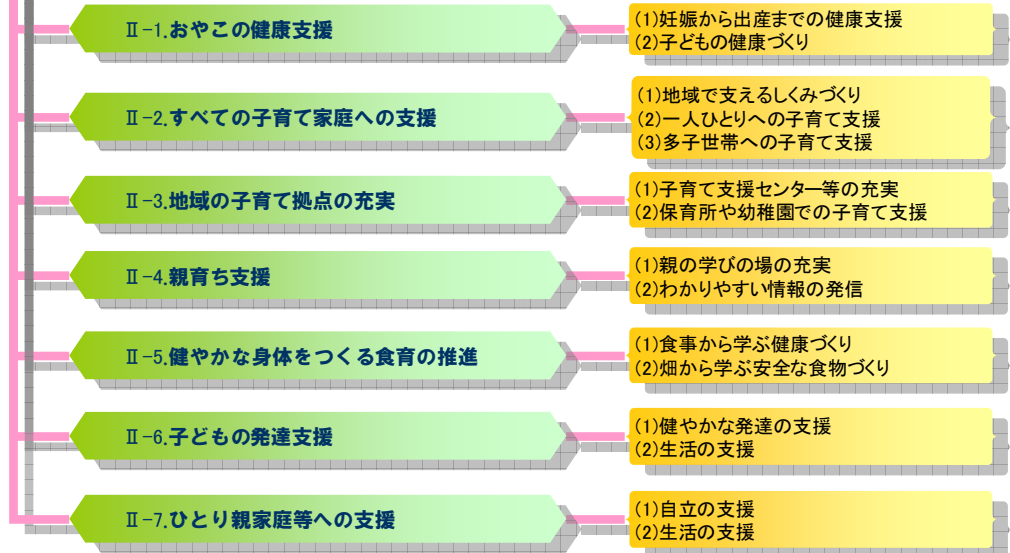 Ⅱ-1.おやこの健康支援
(1)妊娠から出産までの健康支援
(2)子どもの健康づくり
Ⅱ-2.すべての子育て家庭への支援
(1)地域で支えるしくみづくり
(2)一人ひとりへの子育て支援
(3)多子世帯への子育て支援
Ⅱ-3.地域の子育て拠点の充実
(1)子育て支援センター等の充実
(2)保育所や幼稚園での子育て支援
Ⅱ-4.親育ち支援
(1)親の学びの場の充実
(2)わかりやすい情報の発信
Ⅱ-5.健やかな身体をつくる食育の推進
(1)食事から学ぶ健康づくり
(2)畑から学ぶ安全な食物づくり
Ⅱ-6.子どもの発達支援
(1)健やかな発達の支援
(2)生活の支援
Ⅱ-7.ひとり親家庭等への支援
(1)自立の支援
(2)生活の支援